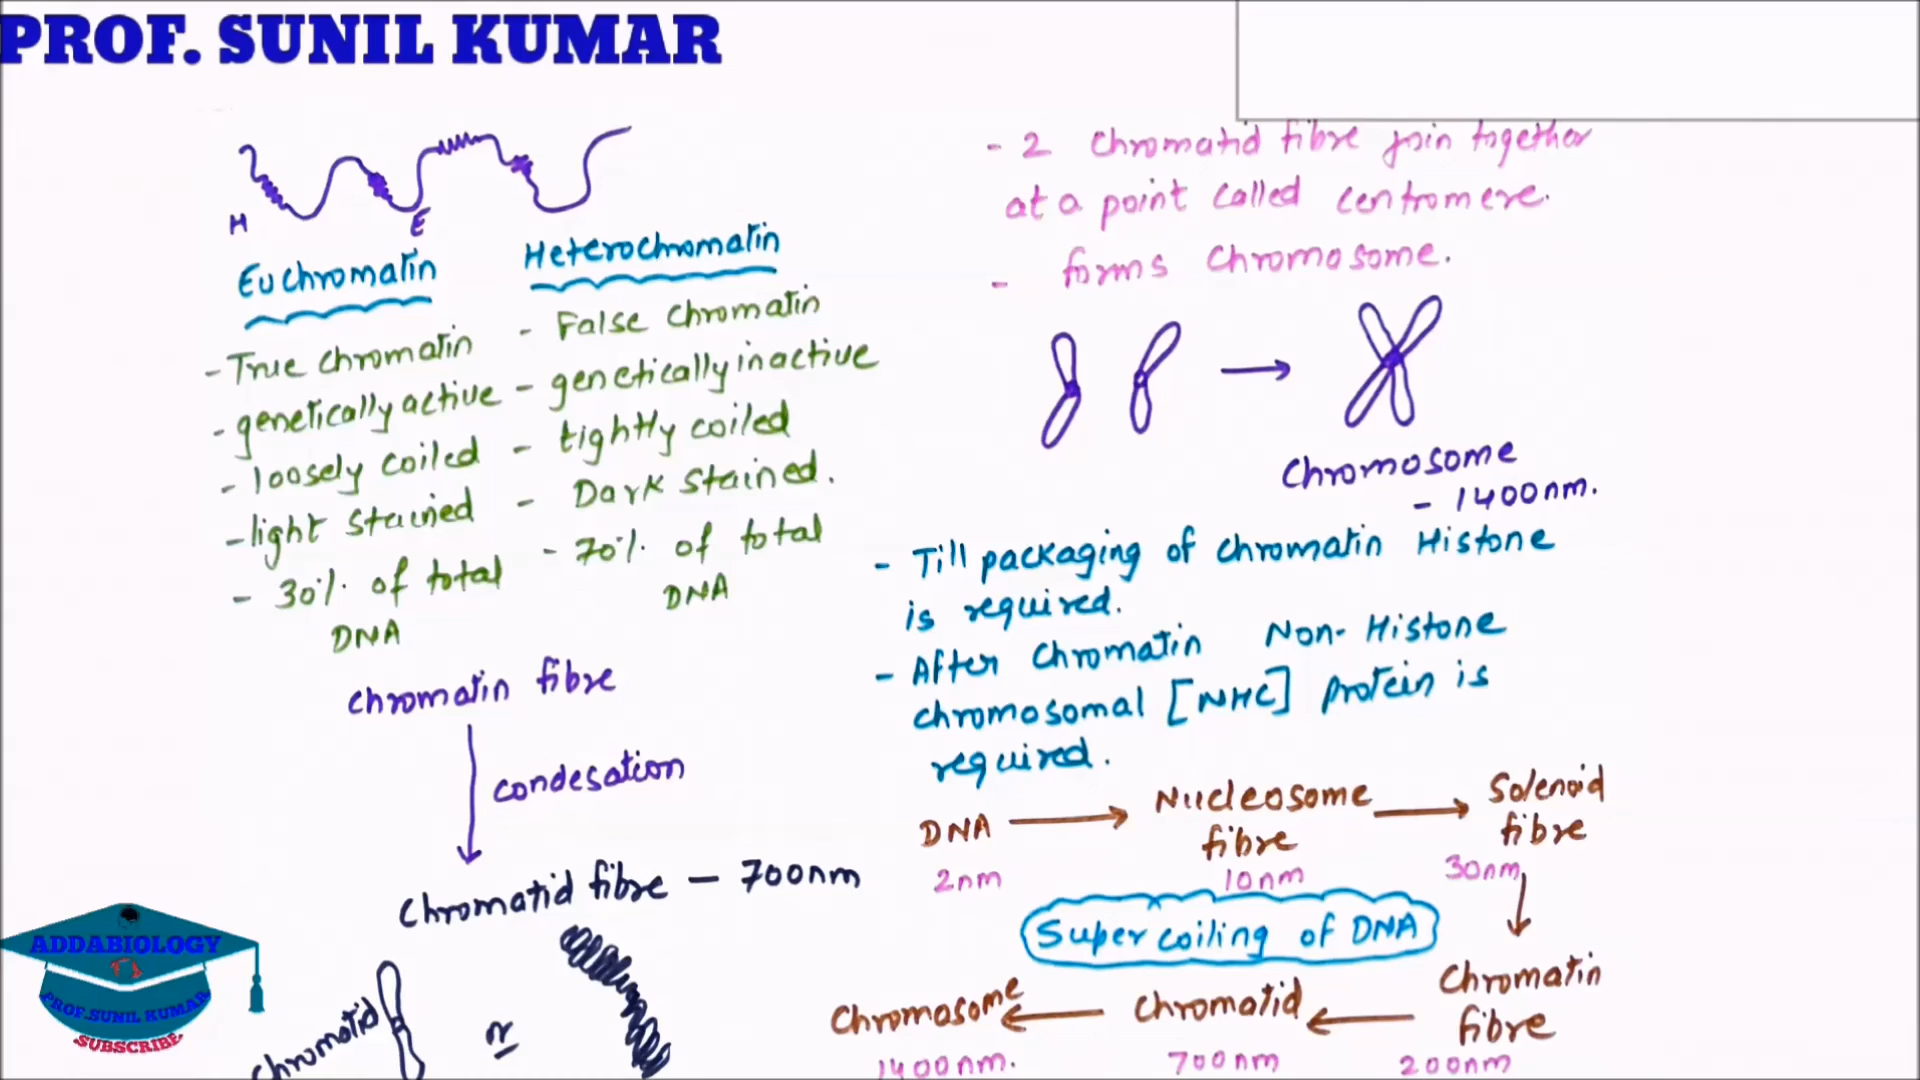 PROF. SUNIL KUMAR
H
E
Euchromatin
- True chromatin
- genetically active
- loosely coiled
- light stained
- 30% of total
DNA
Heterochromatin
- False chromatin
- genetically inactive
- tightly coiled
- Dark stained.
- 70% of total
DNA
chromatin fibre
condesation
chromatid fibre - 700nm
chromatid
or
ADDABIOLOGY
PROF.SUNIL KUMAR
SUBSCRIBE
- 2 chromatid fibre join together
at a point called centromere.
- forms chromosome.
chromosome
- 1400nm.
- Till packaging of chromatin Histone
is required.
- After chromatin Non-Histone
chromosomal [NHC] protein is
required.
DNA
2nm
Nucleosome
fibre
10nm
Solenoid
fibre
30nm
Super coiling of DNA
Chromatin
fibre
200nm
chromatid
700nm
chromosome
1400nm.